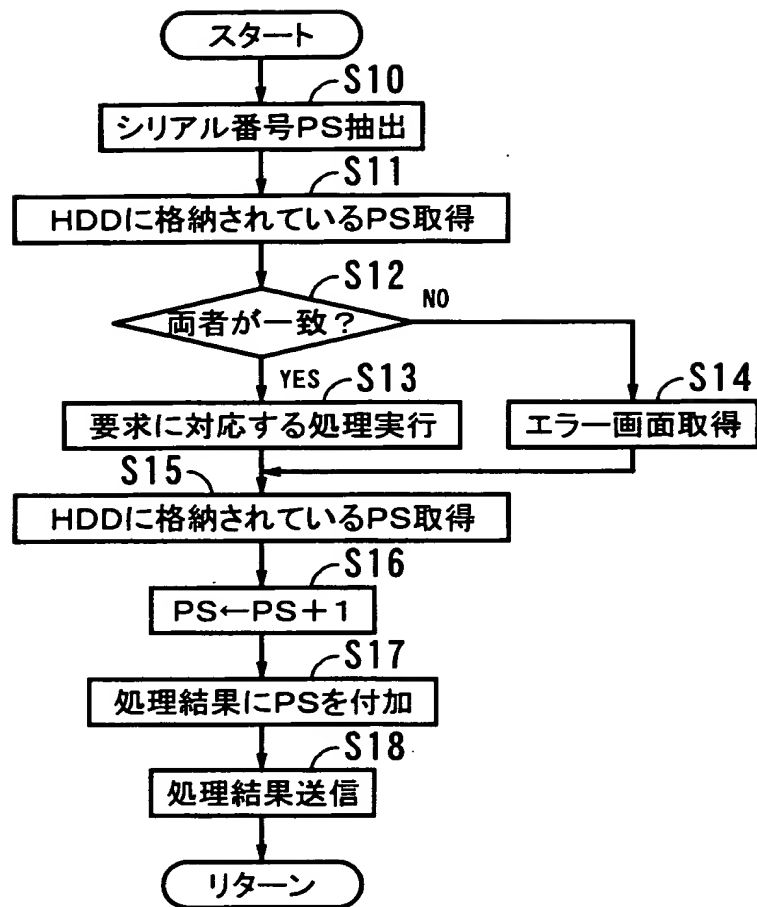 スタート
S10
シリアル番号PS抽出
S11
HDDに格納されているPS取得
S12
両者が一致?
NO
YES
S13
要求に対応する処理実行
S14
エラー画面取得
S15
HDDに格納されているPS取得
S16
PS←PS+1
S17
処理結果にPSを付加
S18
処理結果送信
リターン